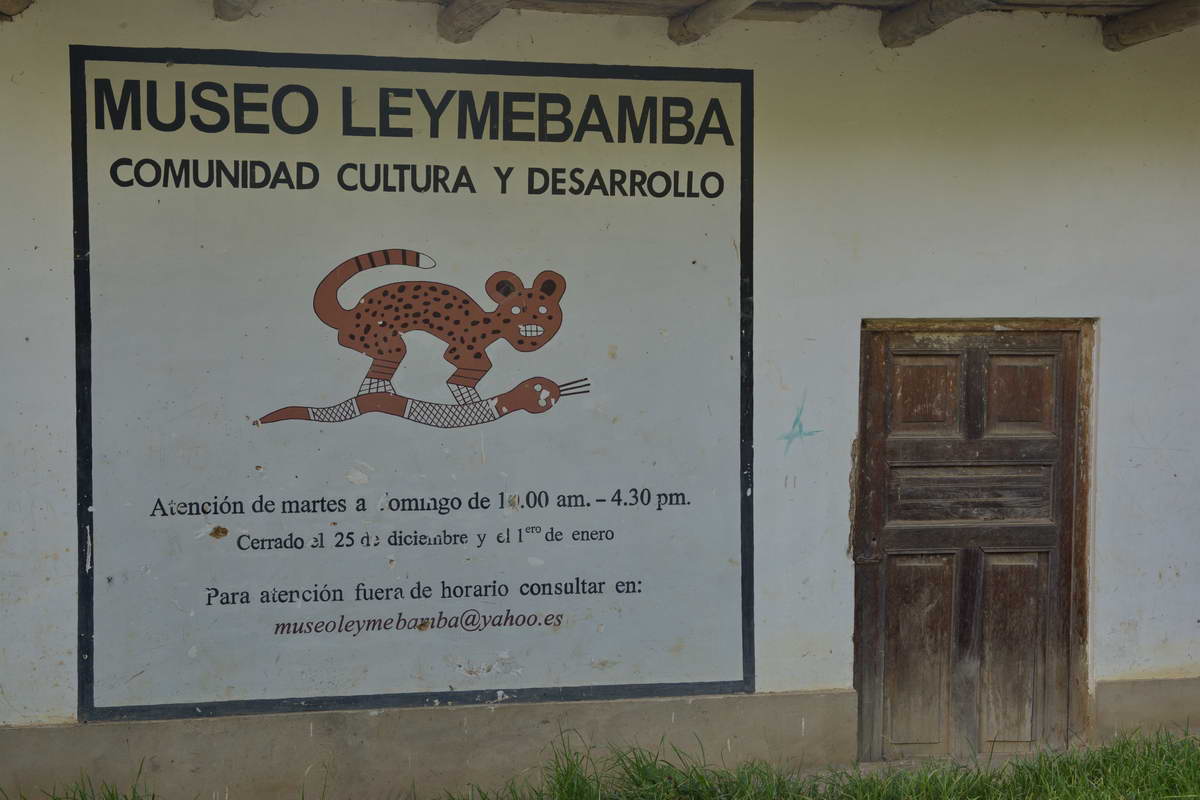 MUSEO LEYMEBAMBA
COMUNIDAD CULTURA Y DESARROLLO
Atención de martes a domingo de 10.00 am. – 4.30 pm.
Cerrado el 25 de diciembre y el 1ero de enero
Para atención fuera de horario consultar en:
museoleymebamba@yahoo.es